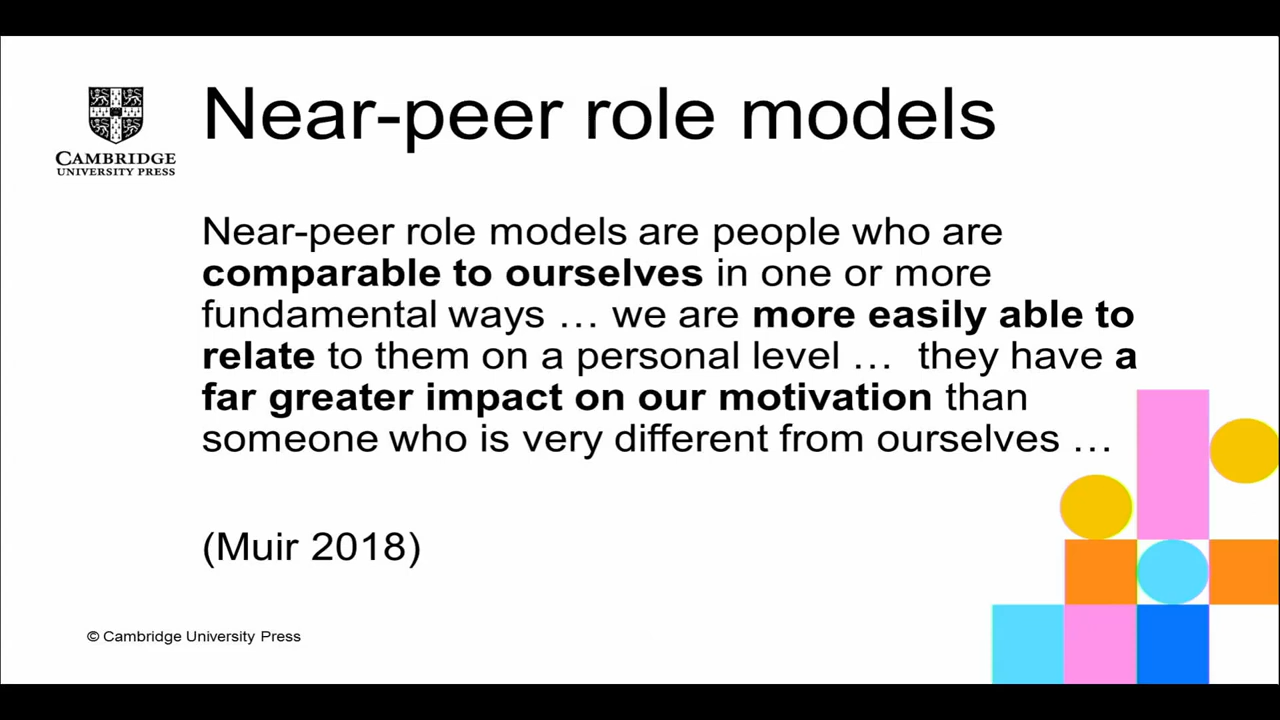 Near-peer role models
CAMBRIDGE
UNIVERSITY PRESS
Near-peer role models are people who are
comparable to ourselves in one or more
fundamental ways … we are more easily able to
relate to them on a personal level …  they have a
far greater impact on our motivation than
someone who is very different from ourselves …
(Muir 2018)
© Cambridge University Press